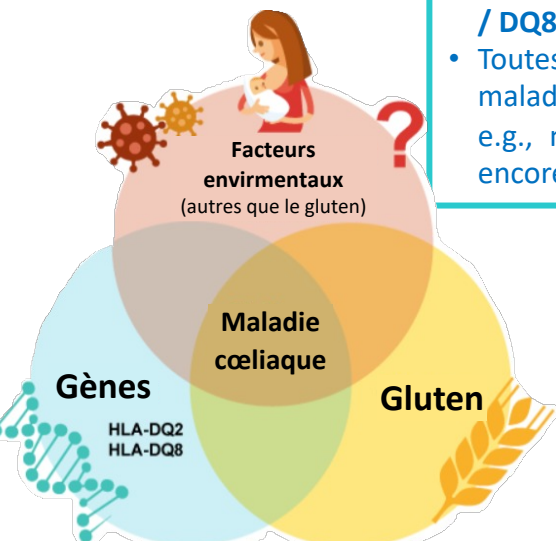 / DQ8
• Toutes
malad
e.g., r
encore
?
Facteurs
envirmentaux
(autres que le gluten)
Maladie
cœliaque
Gènes
HLA-DQ2
HLA-DQ8
Gluten